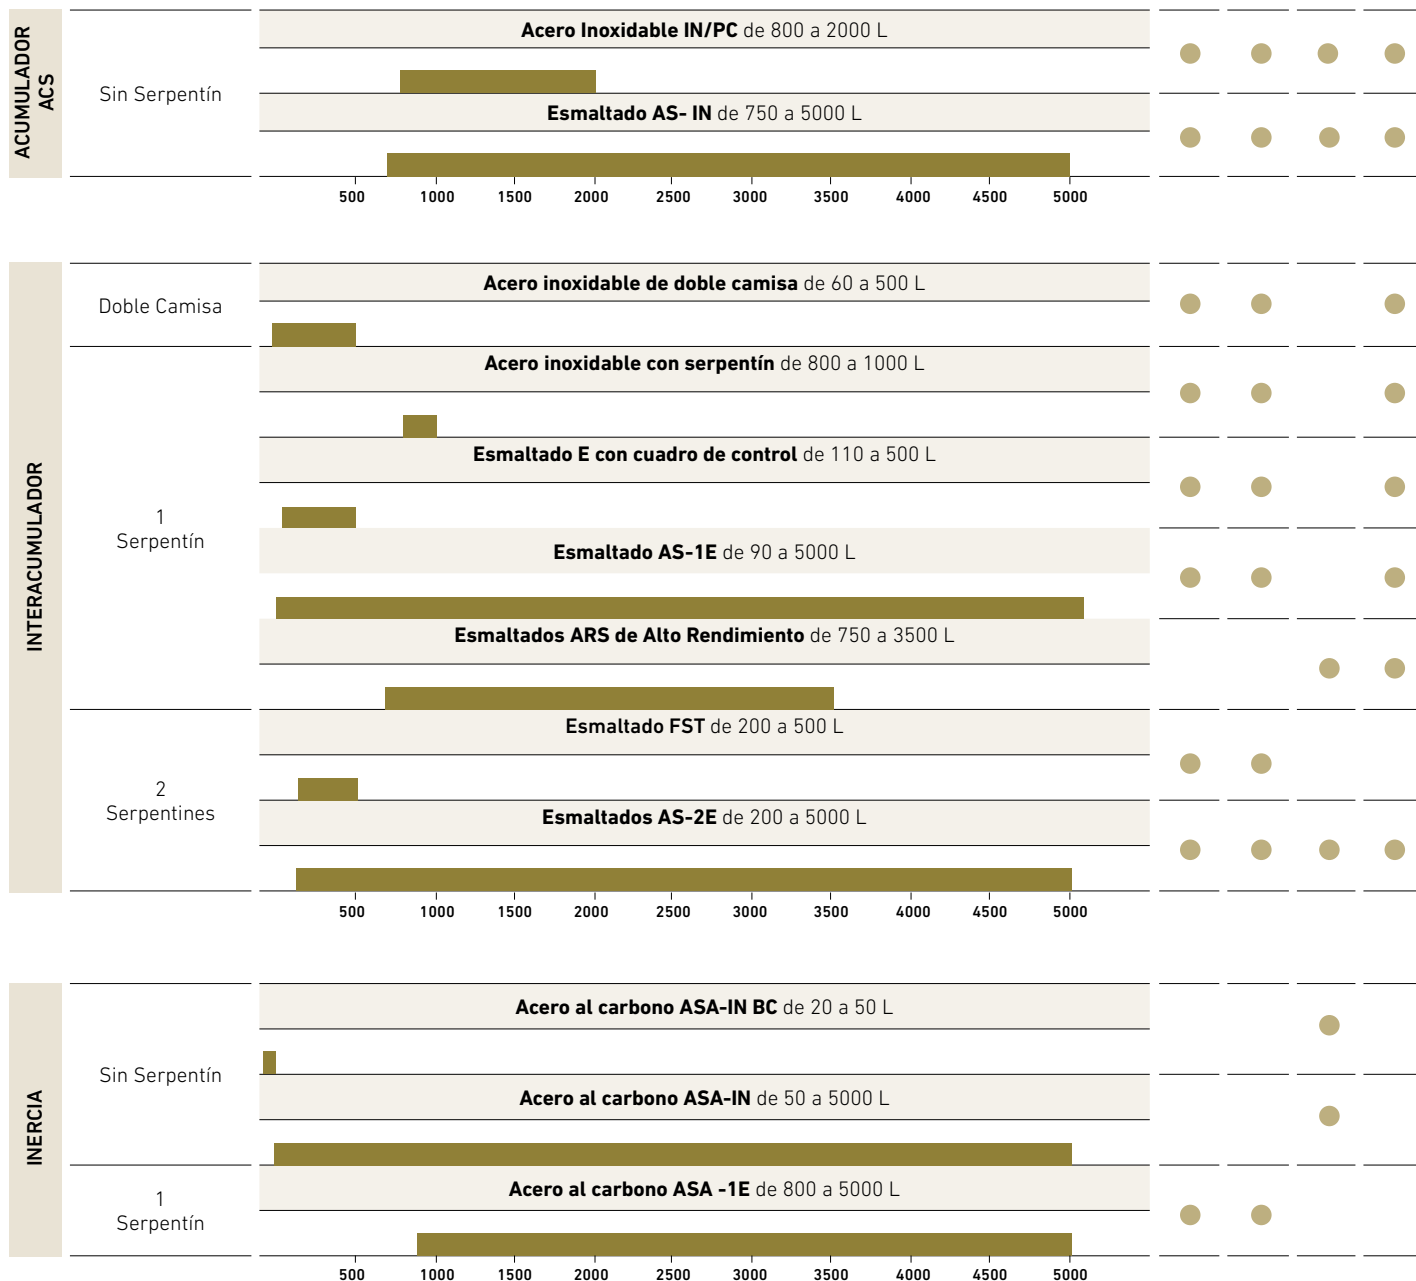 ACUMULADOR
ACS
Sin Serpentín
Acero Inoxidable IN/PC de 800 a 2000 L
Esmaltado AS- IN de 750 a 5000 L
500 1000 1500 2000 2500 3000 3500 4000 4500 5000
INTERACUMULADOR
Doble Camisa
Acero inoxidable de doble camisa de 60 a 500 L
1
Serpentín
Acero inoxidable con serpentín de 800 a 1000 L
Esmaltado E con cuadro de control de 110 a 500 L
Esmaltado AS-1E de 90 a 5000 L
Esmaltados ARS de Alto Rendimiento de 750 a 3500 L
2
Serpentines
Esmaltado FST de 200 a 500 L
Esmaltados AS-2E de 200 a 5000 L
500 1000 1500 2000 2500 3000 3500 4000 4500 5000
INERCIA
Sin Serpentín
Acero al carbono ASA-IN BC de 20 a 50 L
Acero al carbono ASA-IN de 50 a 5000 L
1
Serpentín
Acero al carbono ASA -1E de 800 a 5000 L
500 1000 1500 2000 2500 3000 3500 4000 4500 5000